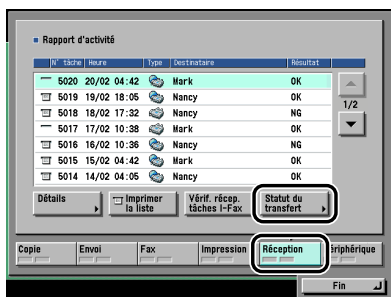 Rapport d'activité
N° tâche Heure Type Destinataire Résultat
5020 20/02 04:42 Mark OK
5019 19/02 18:05 Nancy OK
5018 18/02 17:32 Nancy NG
5017 17/02 10:38 Mark OK
5016 16/02 10:36 Nancy NG
5015 15/02 04:42 Mark OK
5014 14/02 04:05 Nancy OK
1/2
Détails
Imprimer la liste
Vérif. récep. tâches I-Fax
Statut du transfert
Copie Envoi Fax Impression Réception ériphérique
Fin